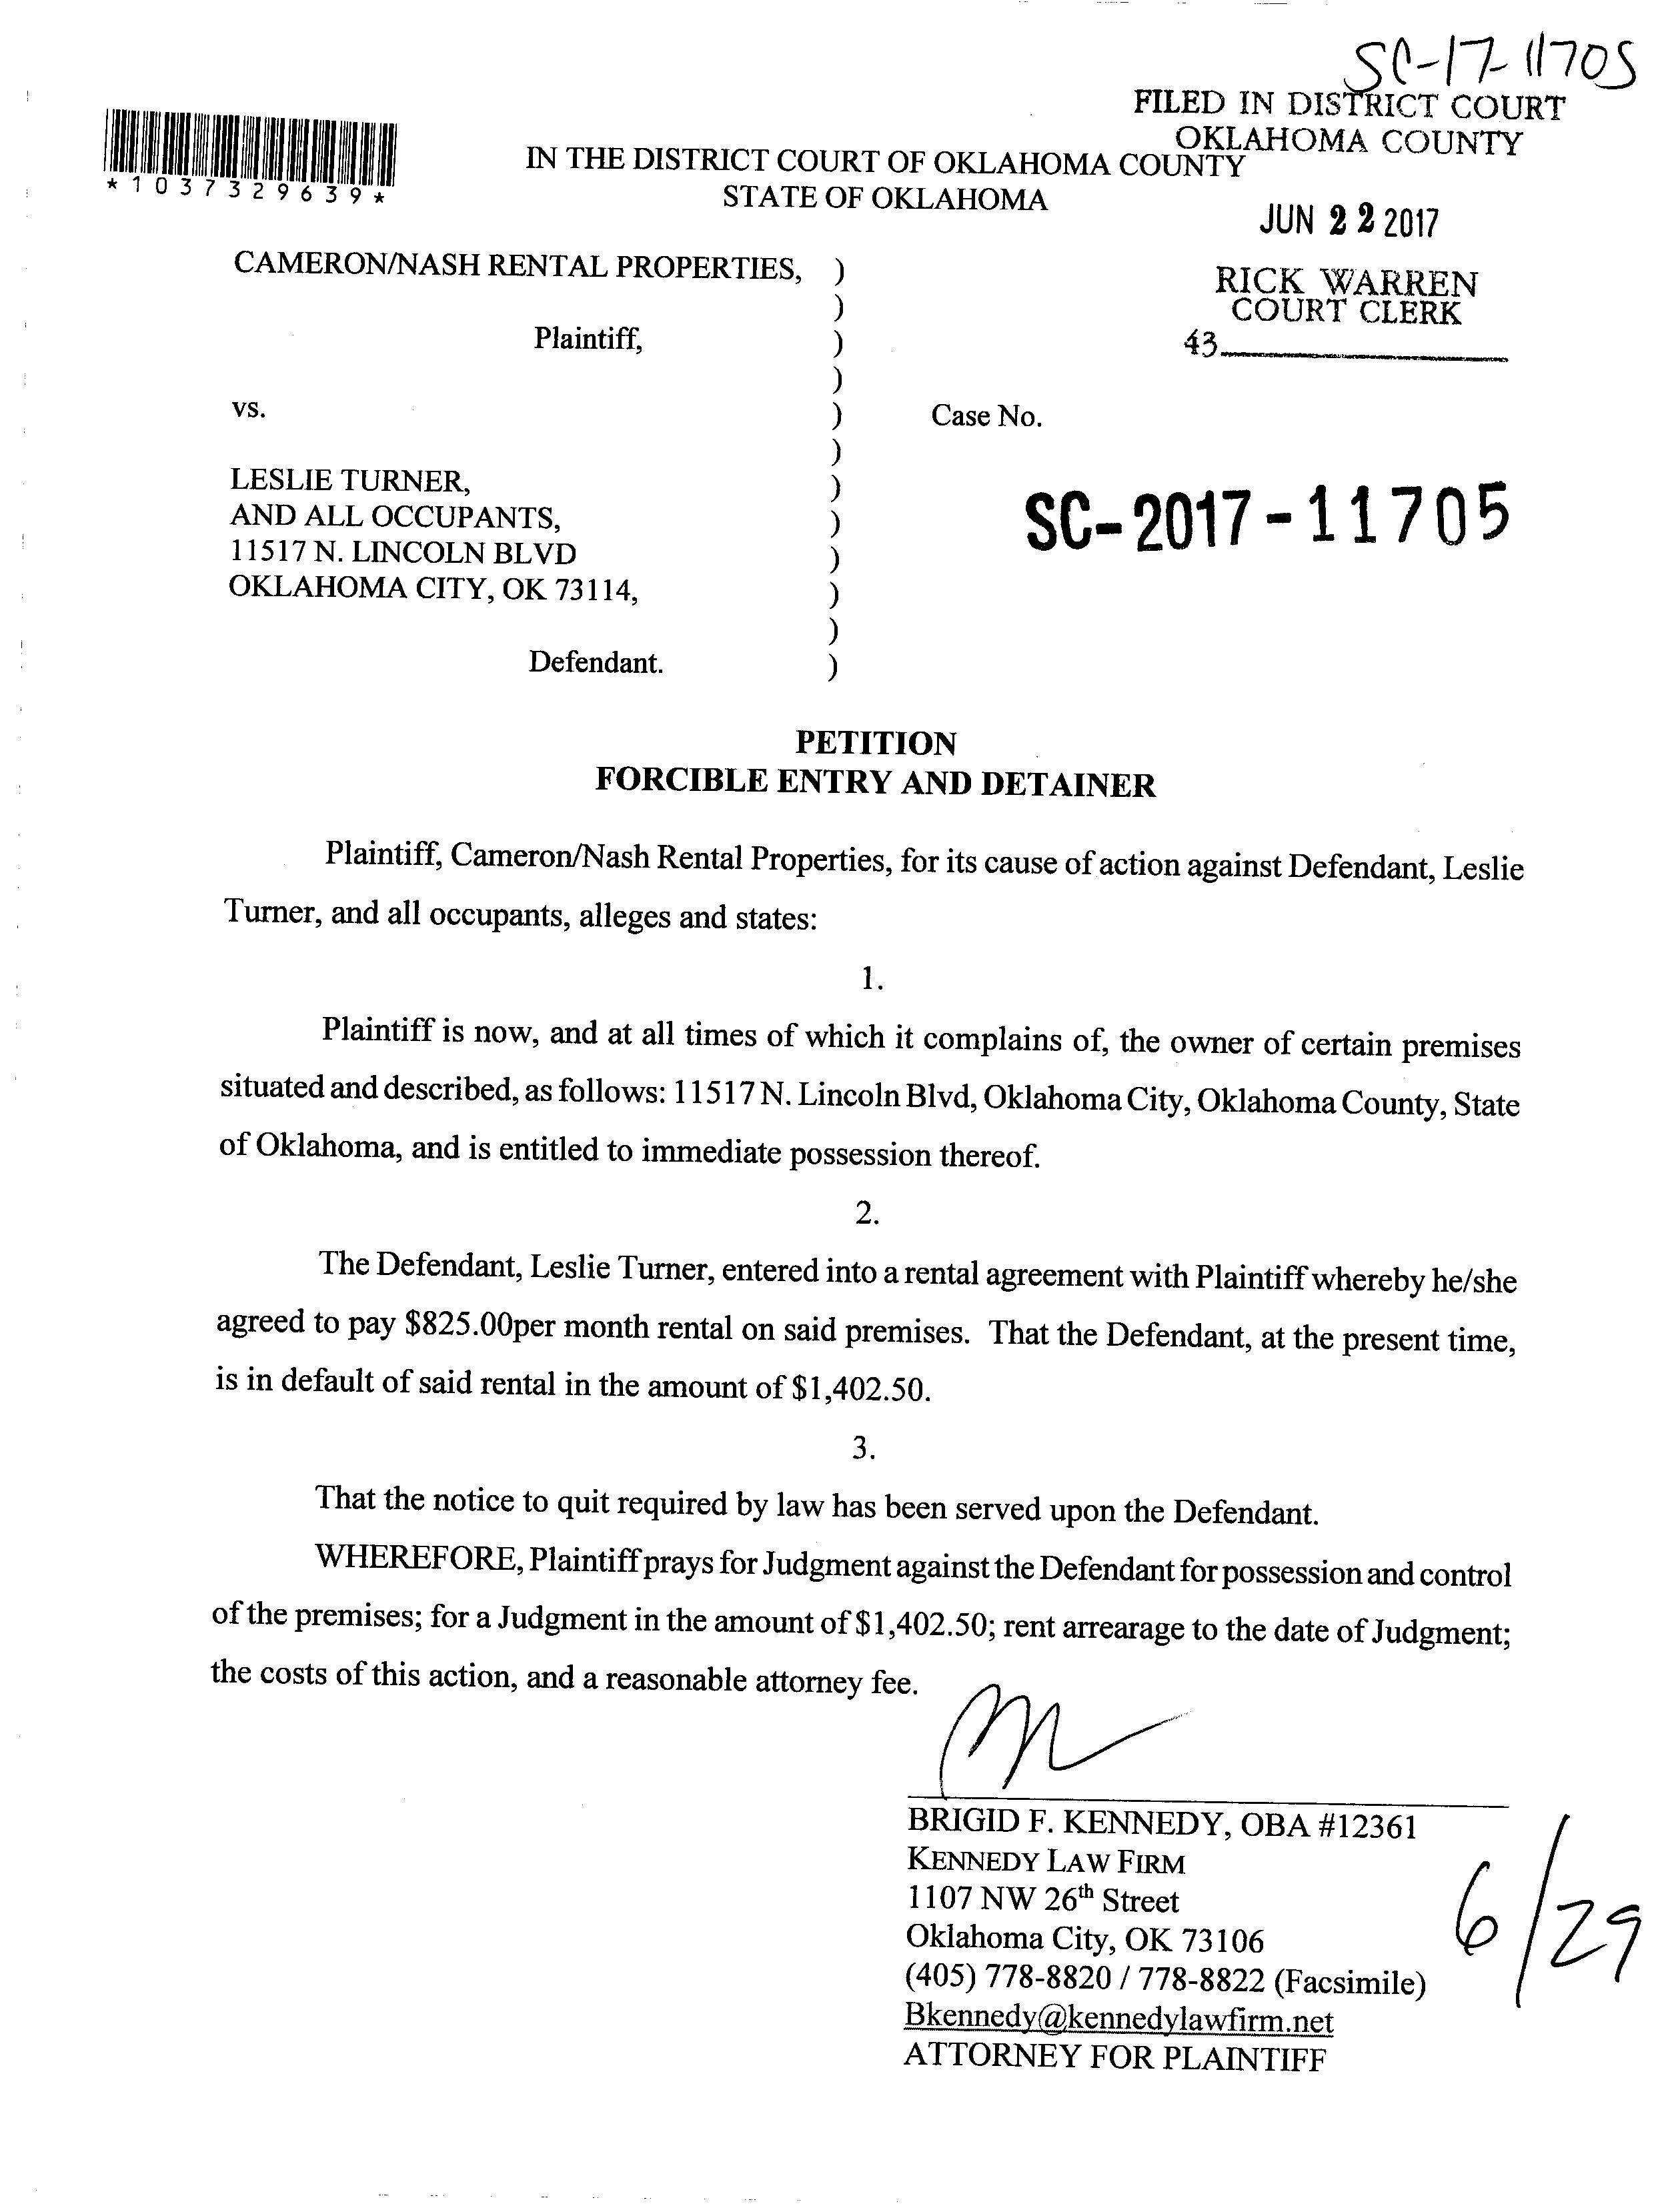 SC-17-11705
FILED IN DISTRICT COURT
OKLAHOMA COUNTY
*1037329639*
IN THE DISTRICT COURT OF OKLAHOMA COUNTY
STATE OF OKLAHOMA
JUN 22 2017
RICK WARREN
COURT CLERK
43
CAMERON/NASH RENTAL PROPERTIES, )
)
Plaintiff, )
)
vs. ) Case No.
)
LESLIE TURNER, )
AND ALL OCCUPANTS, ) SC-2017-11705
11517 N. LINCOLN BLVD )
OKLAHOMA CITY, OK 73114, )
)
Defendant. )
PETITION
FORCIBLE ENTRY AND DETAINER
Plaintiff, Cameron/Nash Rental Properties, for its cause of action against Defendant, Leslie
Turner, and all occupants, alleges and states:
1.
Plaintiff is now, and at all times of which it complains of, the owner of certain premises
situated and described, as follows: 11517 N. Lincoln Blvd, Oklahoma City, Oklahoma County, State
of Oklahoma, and is entitled to immediate possession thereof.
2.
The Defendant, Leslie Turner, entered into a rental agreement with Plaintiff whereby he/she
agreed to pay $825.00per month rental on said premises. That the Defendant, at the present time,
is in default of said rental in the amount of $1,402.50.
3.
That the notice to quit required by law has been served upon the Defendant.
WHEREFORE, Plaintiff prays for Judgment against the Defendant for possession and control
of the premises; for a Judgment in the amount of $1,402.50; rent arrearage to the date of Judgment;
the costs of this action, and a reasonable attorney fee.
BRIGID F. KENNEDY, OBA #12361
KENNEDY LAW FIRM
1107 NW 26th Street
Oklahoma City, OK 73106
(405) 778-8820 / 778-8822 (Facsimile)
Bkennedy@kennedylawfirm.net
ATTORNEY FOR PLAINTIFF
6/29